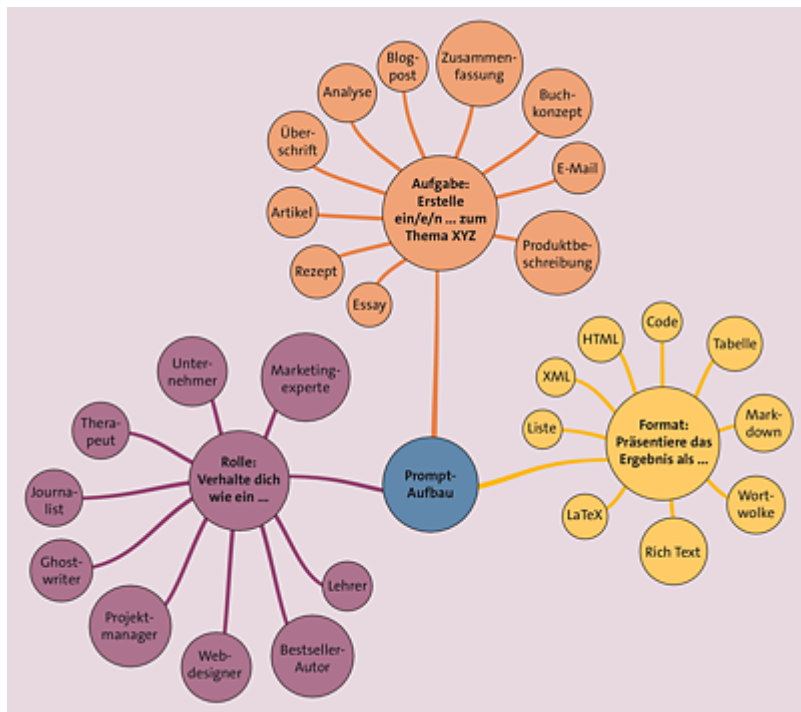 Zusammen-
fassung
Blog-
post
Analyse
Buch-
konzept
Über-
schrift
E-Mail
Aufgabe:
Erstelle
ein/e/n ... zum
Thema XYZ
Artikel
Produktbe-
schreibung
Rezept
Essay
Code
HTML
Tabelle
XML
Mark-
down
Liste
Format:
Präsentiere das
Ergebnis als ...
Wort-
wolke
LaTeX
Rich Text
Unter-
nehmer
Marketing-
experte
Thera-
peut
Rolle:
Verhalte dich
wie ein ...
Prompt-
Aufbau
Journa-
list
Ghost-
writer
Lehrer
Projekt-
manager
Web-
designer
Bestseller-
Autor